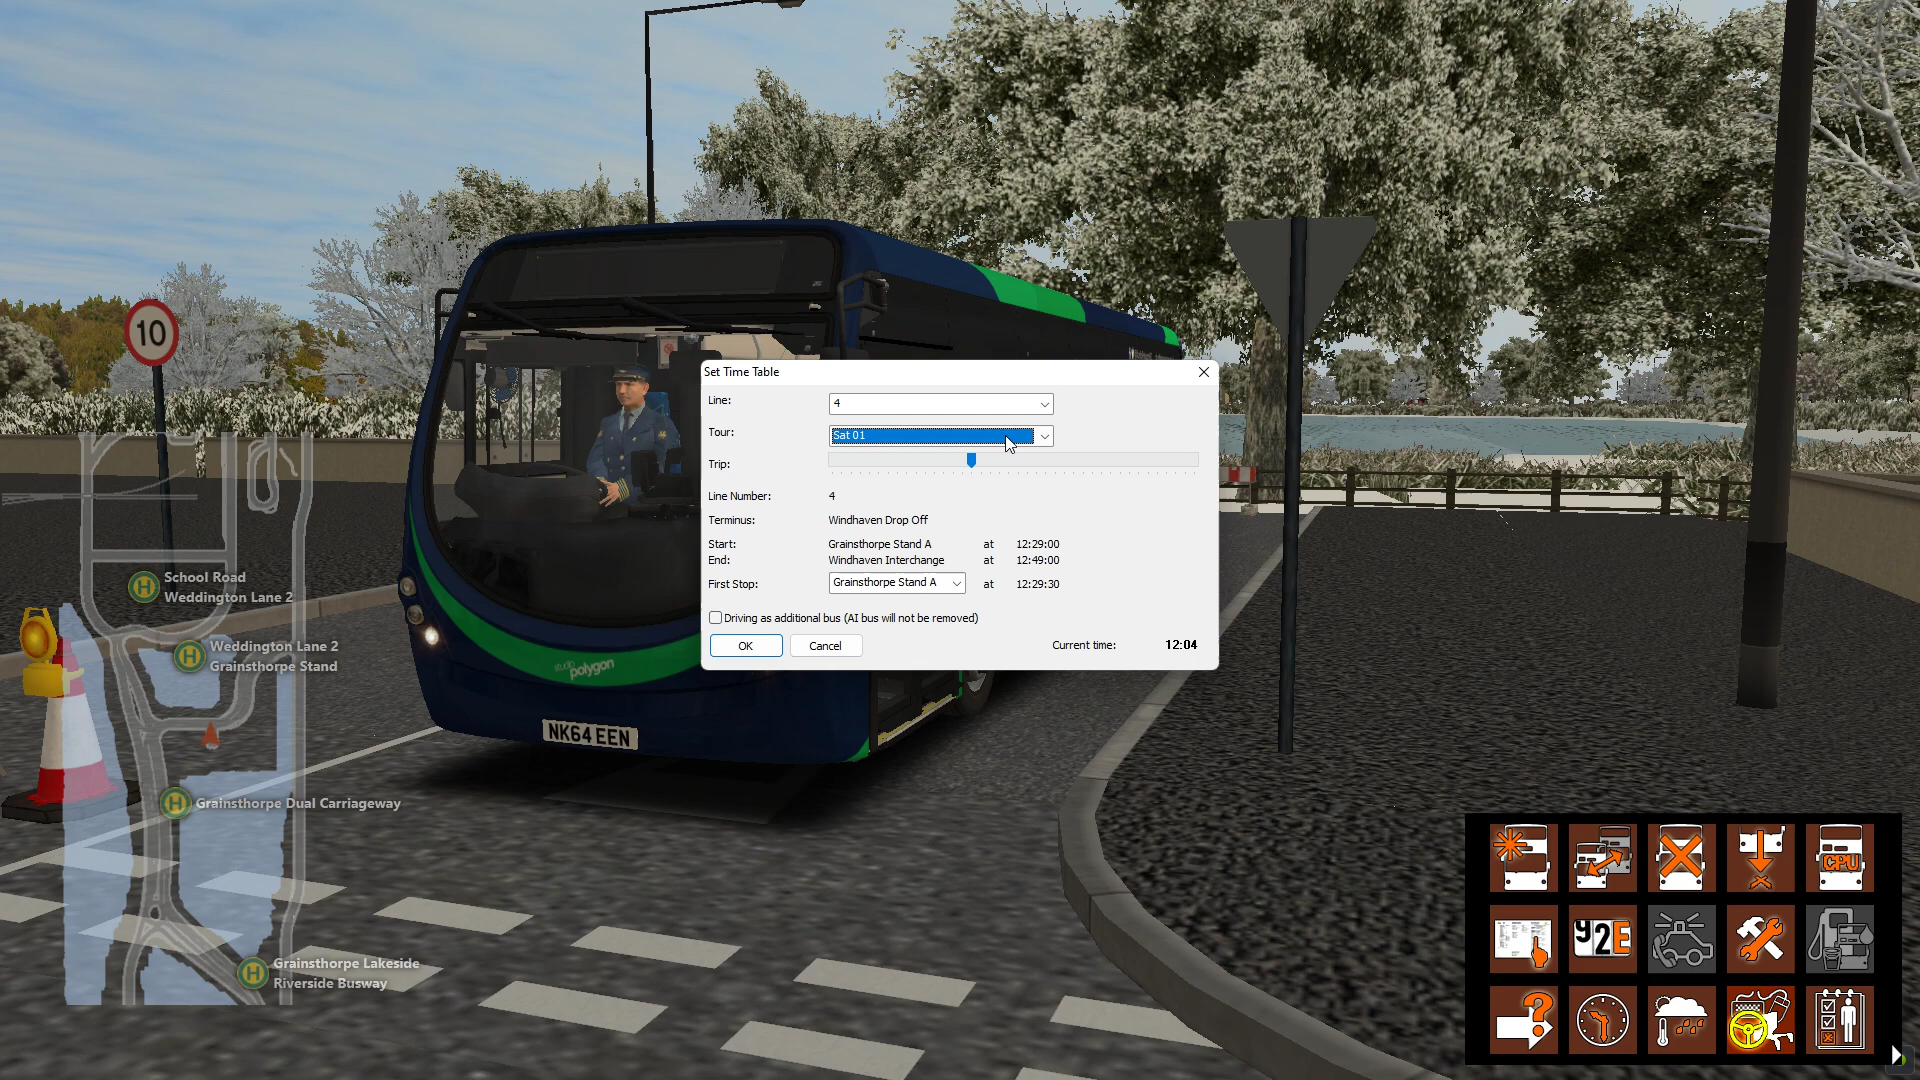 10
Set Time Table
Line:
4
Tour:
Sat 01
Trip:
Line Number:
4
Terminus:
Windhaven Drop Off
Start:
Grainsthorpe Stand A at 12:29:00
End:
Windhaven Interchange at 12:49:00
First Stop:
Grainsthorpe Stand A at 12:29:30
Driving as additional bus (AI bus will not be removed)
OK
Cancel
Current time:
12:04
studio
polygon
NK64 EEN
H
School Road
Weddington Lane 2
H
Weddington Lane 2
Grainsthorpe Stand
H
Grainsthorpe Dual Carriageway
H
Grainsthorpe Lakeside
Riverside Busway
CPU
92E
?